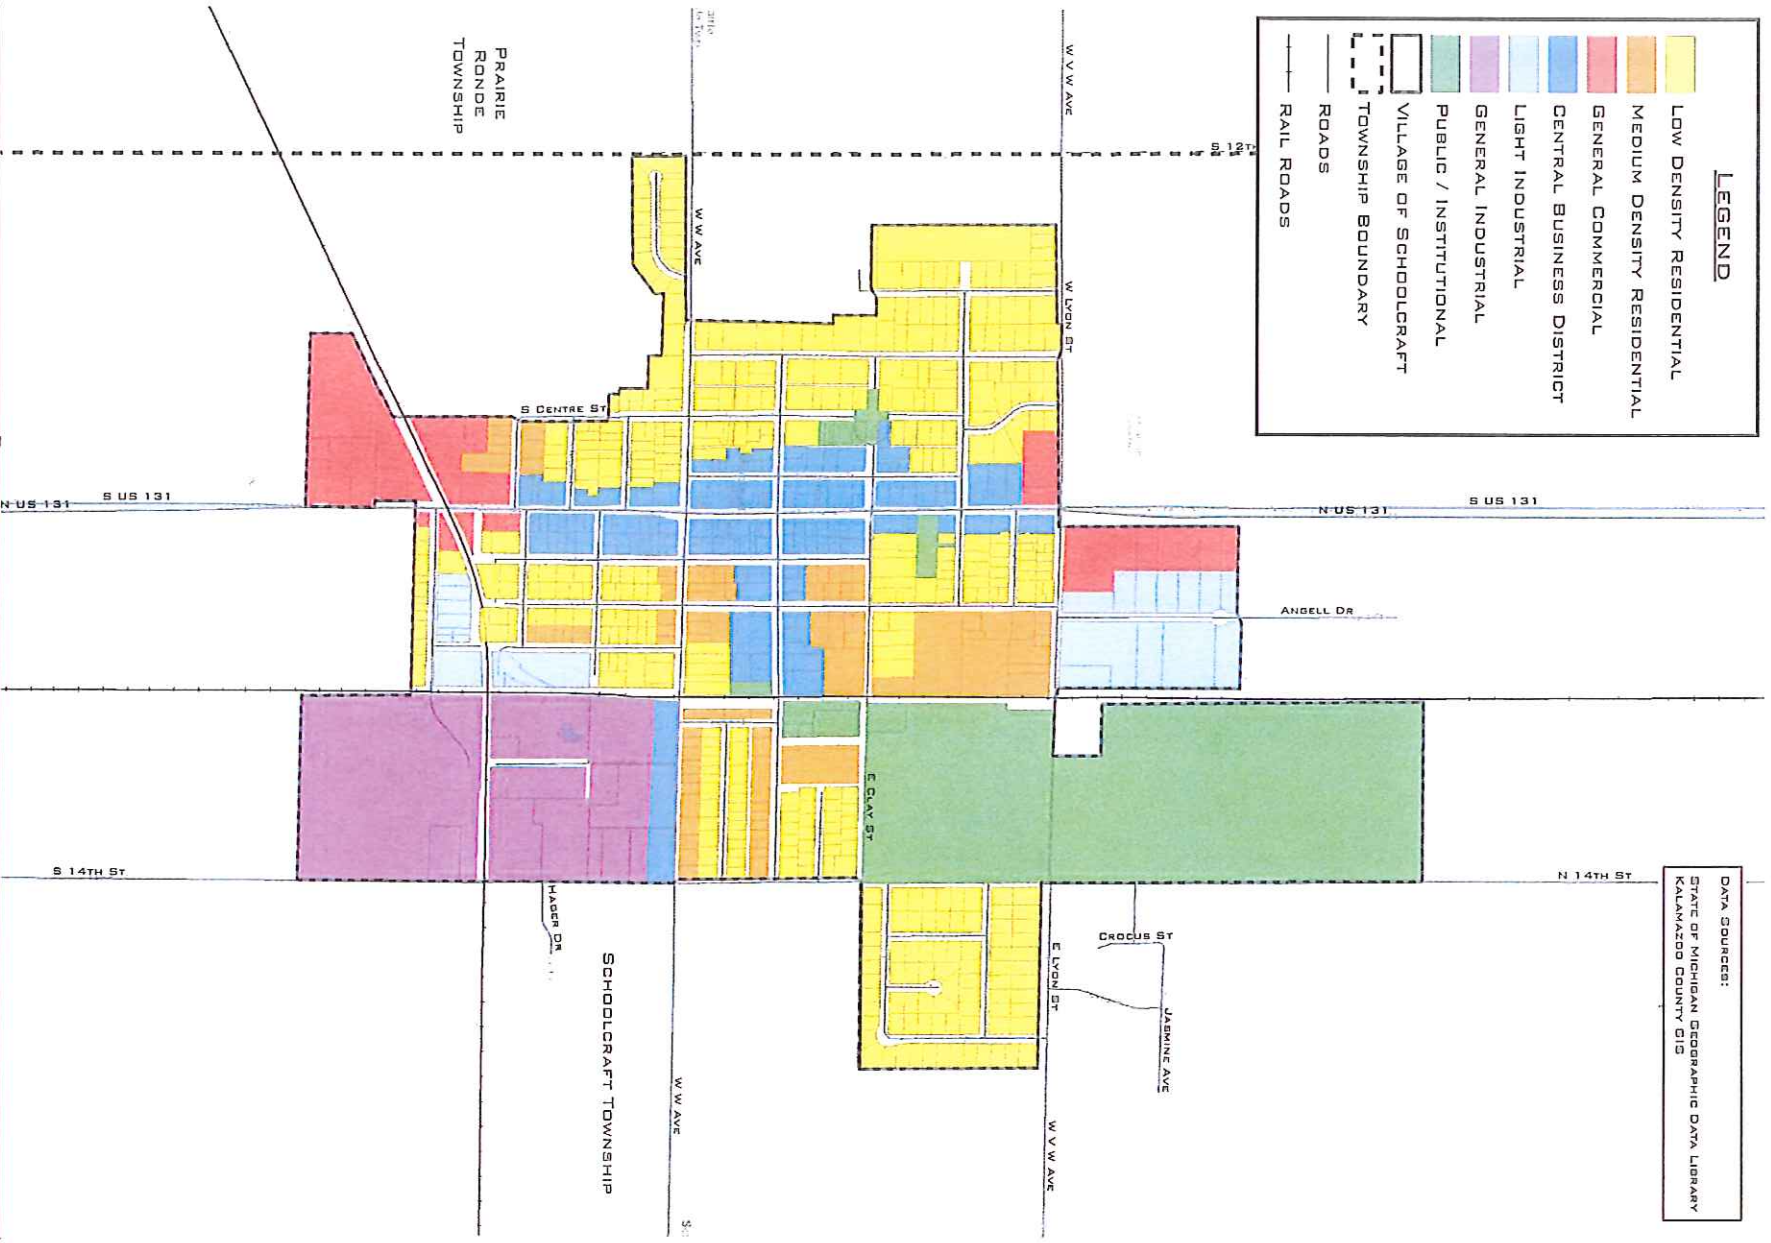 LEGEND
LOW DENSITY RESIDENTIAL
MEDIUM DENSITY RESIDENTIAL
GENERAL COMMERCIAL
CENTRAL BUSINESS DISTRICT
LIGHT INDUSTRIAL
GENERAL INDUSTRIAL
PUBLIC / INSTITUTIONAL
VILLAGE OF SCHOOLCRAFT
TOWNSHIP BOUNDARY
ROADS
RAIL ROADS
PRAIRIE
RONDE
TOWNSHIP
W V W AVE
S 12TH
W W AVE
W LYON ST
S CENTRE ST
N US 131
S US 131
N US 131
S US 131
ANGELL DR
E CLAY ST
S 14TH ST
N 14TH ST
HAGER DR
CROCUS ST
E LYON ST
JASMINE AVE
SCHOOLCRAFT TOWNSHIP
W W AVE
W V W AVE
DATA SOURCES:
STATE OF MICHIGAN GEOGRAPHIC DATA LIBRARY
KALAMAZOO COUNTY GIS